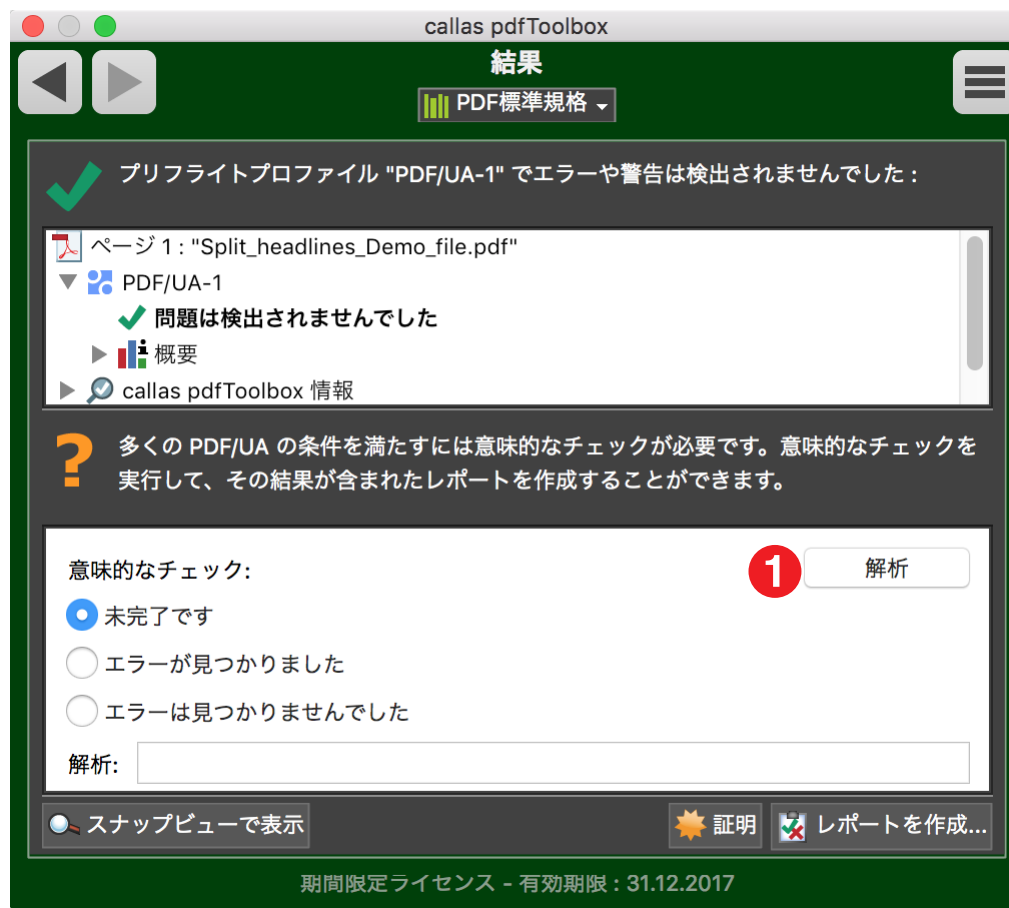 callas pdfToolbox
結果
PDF標準規格
プリフライトプロファイル "PDF/UA-1" でエラーや警告は検出されませんでした :
ページ 1 : "Split_headlines_Demo_file.pdf"
PDF/UA-1
問題は検出されませんでした
概要
callas pdfToolbox 情報
多くの PDF/UA の条件を満たすには意味的なチェックが必要です。意味的なチェックを
実行して、その結果が含まれたレポートを作成することができます。
意味的なチェック:
1 解析
未完了です
エラーが見つかりました
エラーは見つかりませんでした
解析:
スナップビューで表示 証明 レポートを作成...
期間限定ライセンス - 有効期限 : 31.12.2017